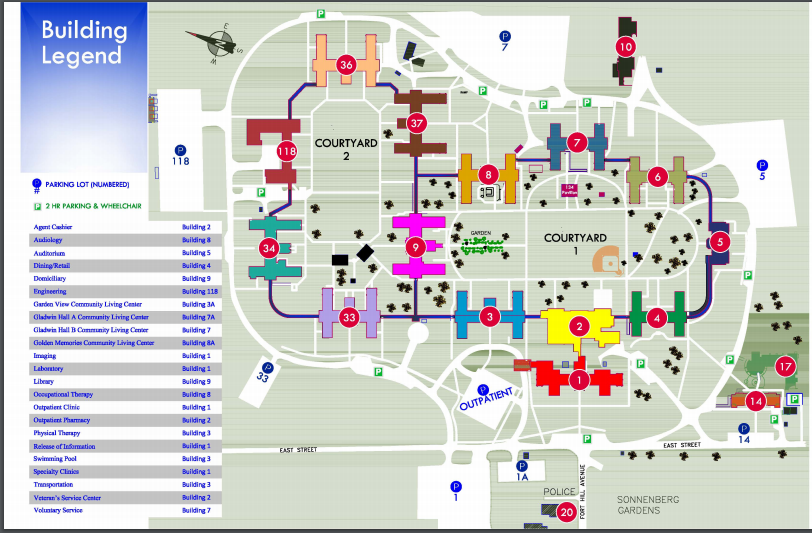 Building
Legend
P
# PARKING LOT (NUMBERED)
P 2 HR PARKING & WHEELCHAIR
Agent Cashier Building 2
Audiology Building 8
Auditorium Building 5
Dining/Retail Building 4
Domiciliary Building 9
Engineering Building 118
Garden View Community Living Center Building 3A
Gladwin Hall A Community Living Center Building 7A
Gladwin Hall B Community Living Center Building 7
Golden Memories Community Living Center Building 8A
Imaging Building 1
Laboratory Building 1
Library Building 9
Occupational Therapy Building 8
Outpatient Clinic Building 1
Outpatient Pharmacy Building 2
Physical Therapy Building 3
Release of Information Building 1
Swimming Pool Building 3
Specialty Clinics Building 1
Transportation Building 3
Veteran's Service Center Building 2
Voluntary Service Building 7
E
S
W
P
P
7
10
36
P
P
P
37
COURTYARD
2
118
P
118
7
8
134
Pavilion
6
P
5
P
34
9
GARDEN
COURTYARD
1
5
P
33
3
2
4
P
33
P
P
OUTPATIENT
1
P
P
17
14
P
P
P
14
EAST STREET
P
EAST STREET
P
1
P
1A
FORT HILL AVENUE
POLICE
20
SONNENBERG
GARDENS